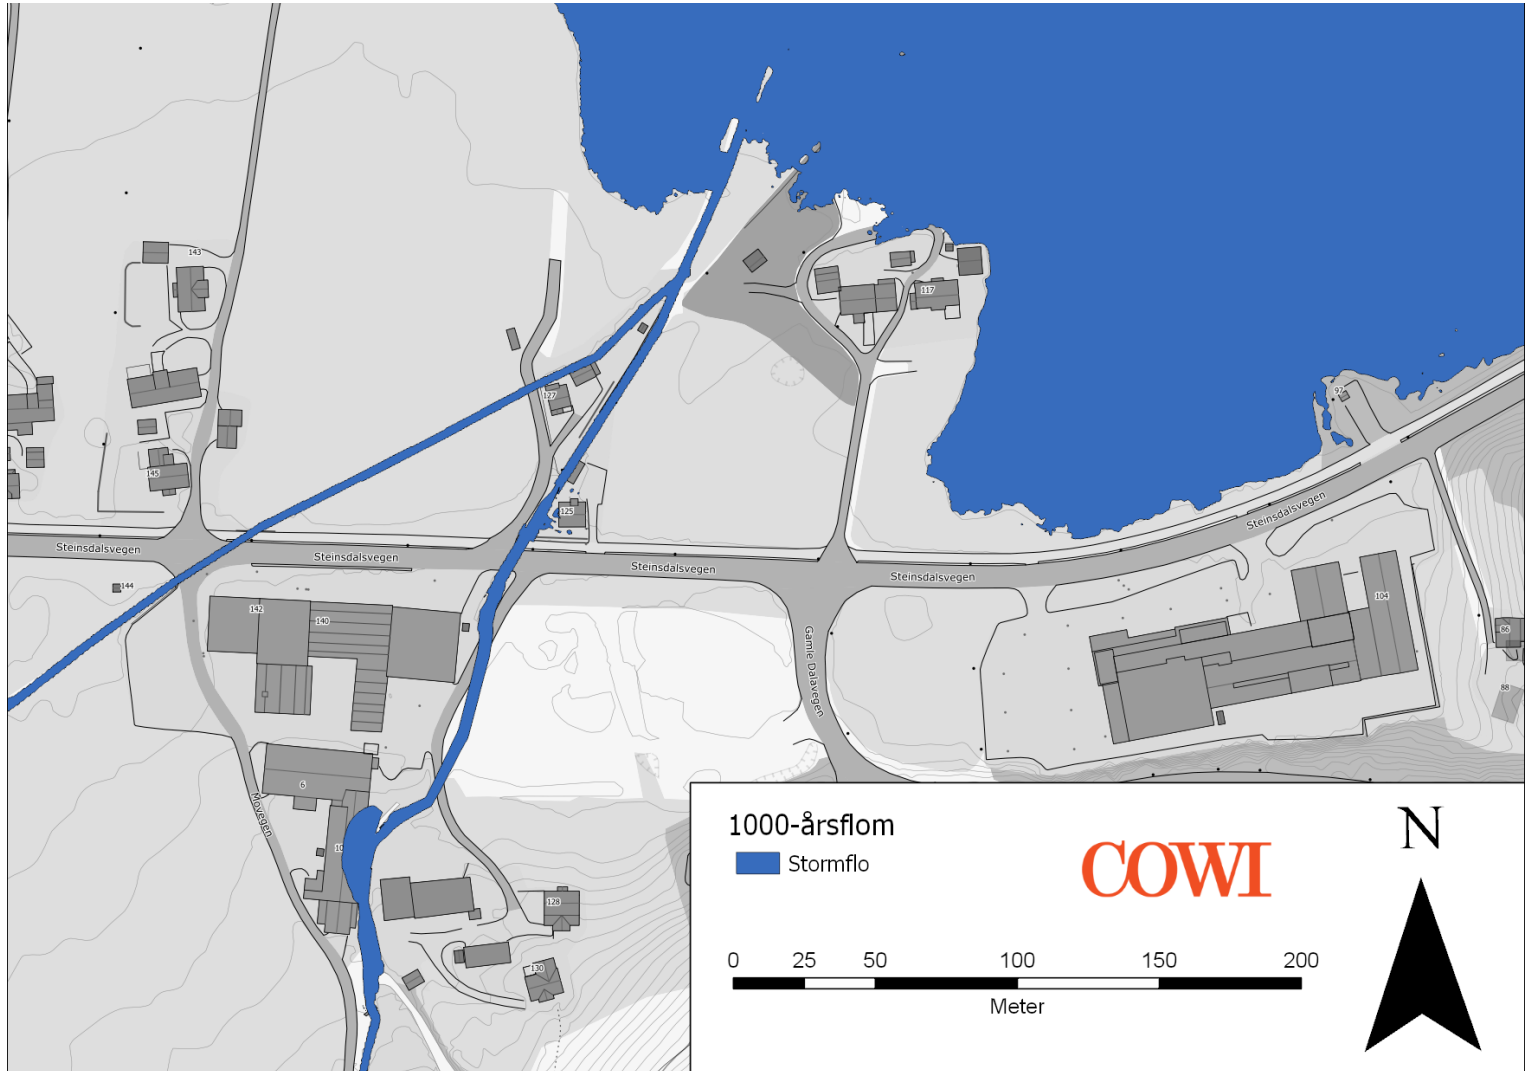 143
117
97
127
145
125
Steinsdalsvegen
Steinsdalsvegen
Steinsdalsvegen
Steinsdalsvegen
Steinsdalsvegen
144
142
140
104
86
Gamle Dalavegen
88
6
Movegen
10
128
130
1000-årsflom
Stormflo
COWI
N
0 25 50 100 150 200
Meter